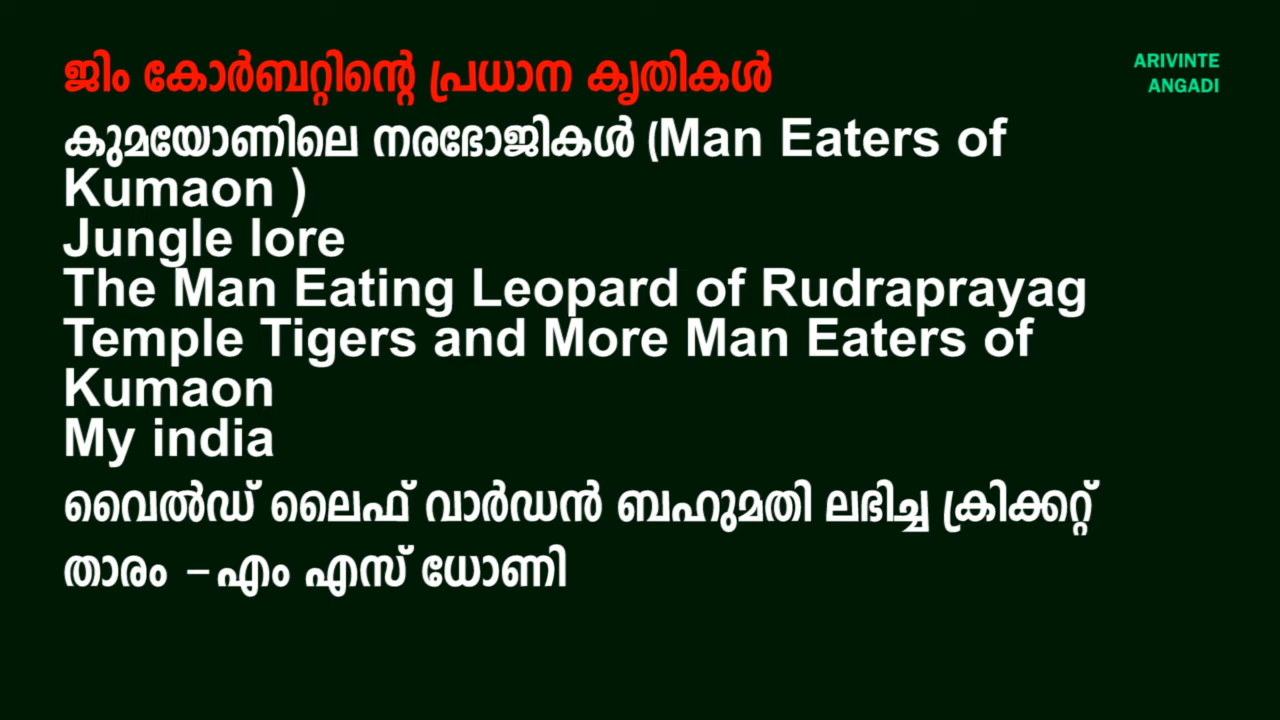 ജിം കോർബറ്റിന്റെ പ്രധാന കൃതികൾ
ARIVINTE
ANGADI
കുമയോണിലെ നരഭോജികൾ (Man Eaters of
Kumaon )
Jungle lore
The Man Eating Leopard of Rudraprayag
Temple Tigers and More Man Eaters of
Kumaon
My india
വൈൽഡ് ലൈഫ് വാർഡൻ ബഹുമതി ലഭിച്ച ക്രിക്കറ്റ്
താരം -എം എസ് ധോണി